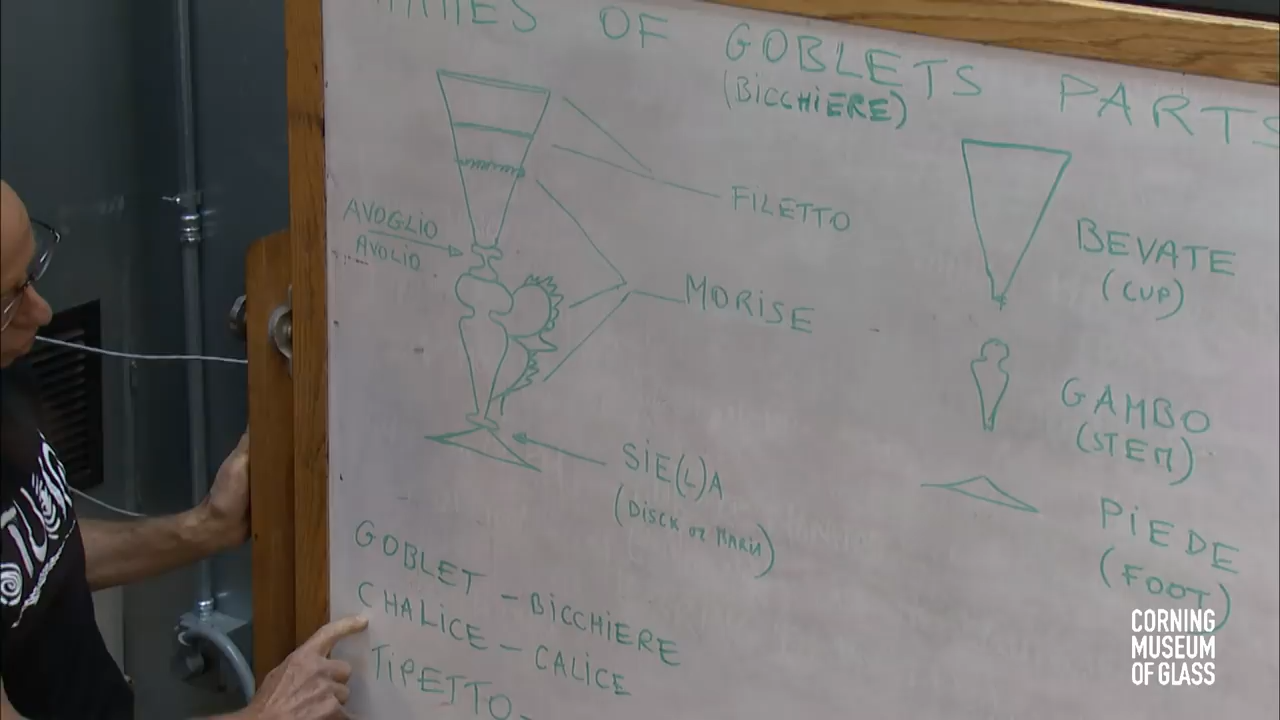 OF GOBLETS PARTS
(BICCHIERE)
FILETTO
AVOGLIO
AVOLIO
MORISE
SIE(L)A
BEVATE
(CUP)
GAMBO
(STEM)
PIEDE
(FOOT)
GOBLET - BICCHIERE
CHALICE - CALICE
TIPETTO-
CORNING
MUSEUM
OF GLASS